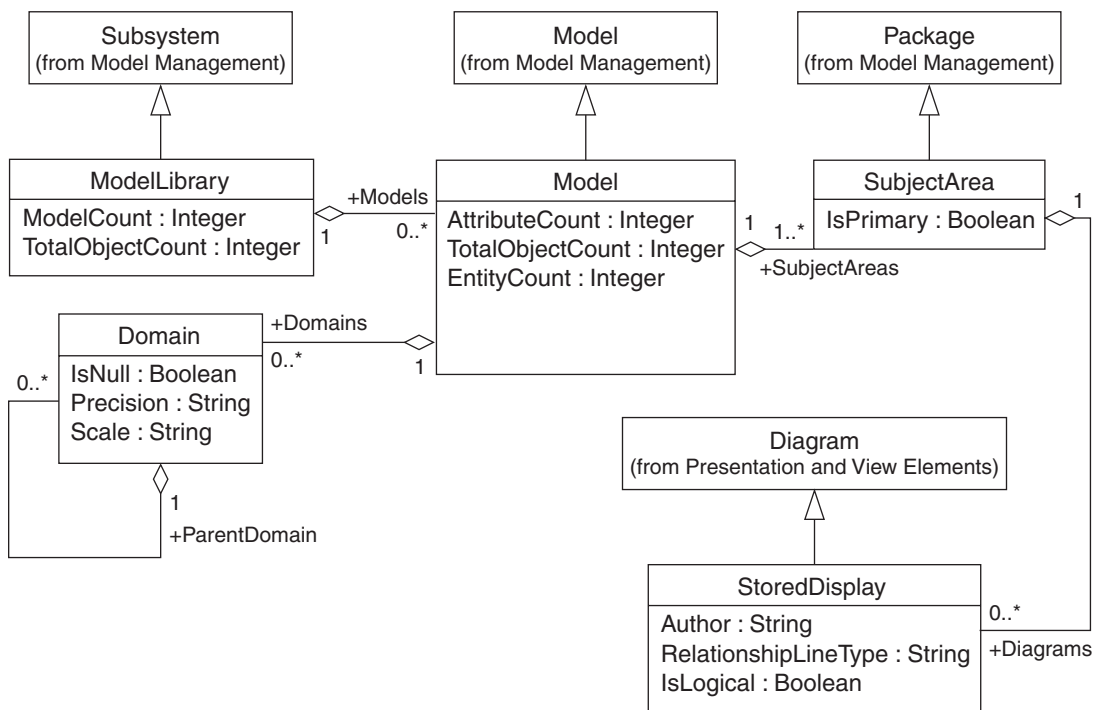 Subsystem
(from Model Management)
Model
(from Model Management)
Package
(from Model Management)
ModelLibrary
ModelCount : Integer
TotalObjectCount : Integer
+Models
1
0..*
Model
AttributeCount : Integer
TotalObjectCount : Integer
EntityCount : Integer
1
1..*
+SubjectAreas
SubjectArea
IsPrimary : Boolean
1
Domain
IsNull : Boolean
Precision : String
Scale : String
+Domains
0..*
1
0..*
1
+ParentDomain
Diagram
(from Presentation and View Elements)
StoredDisplay
Author : String
RelationshipLineType : String
IsLogical : Boolean
0..*
+Diagrams